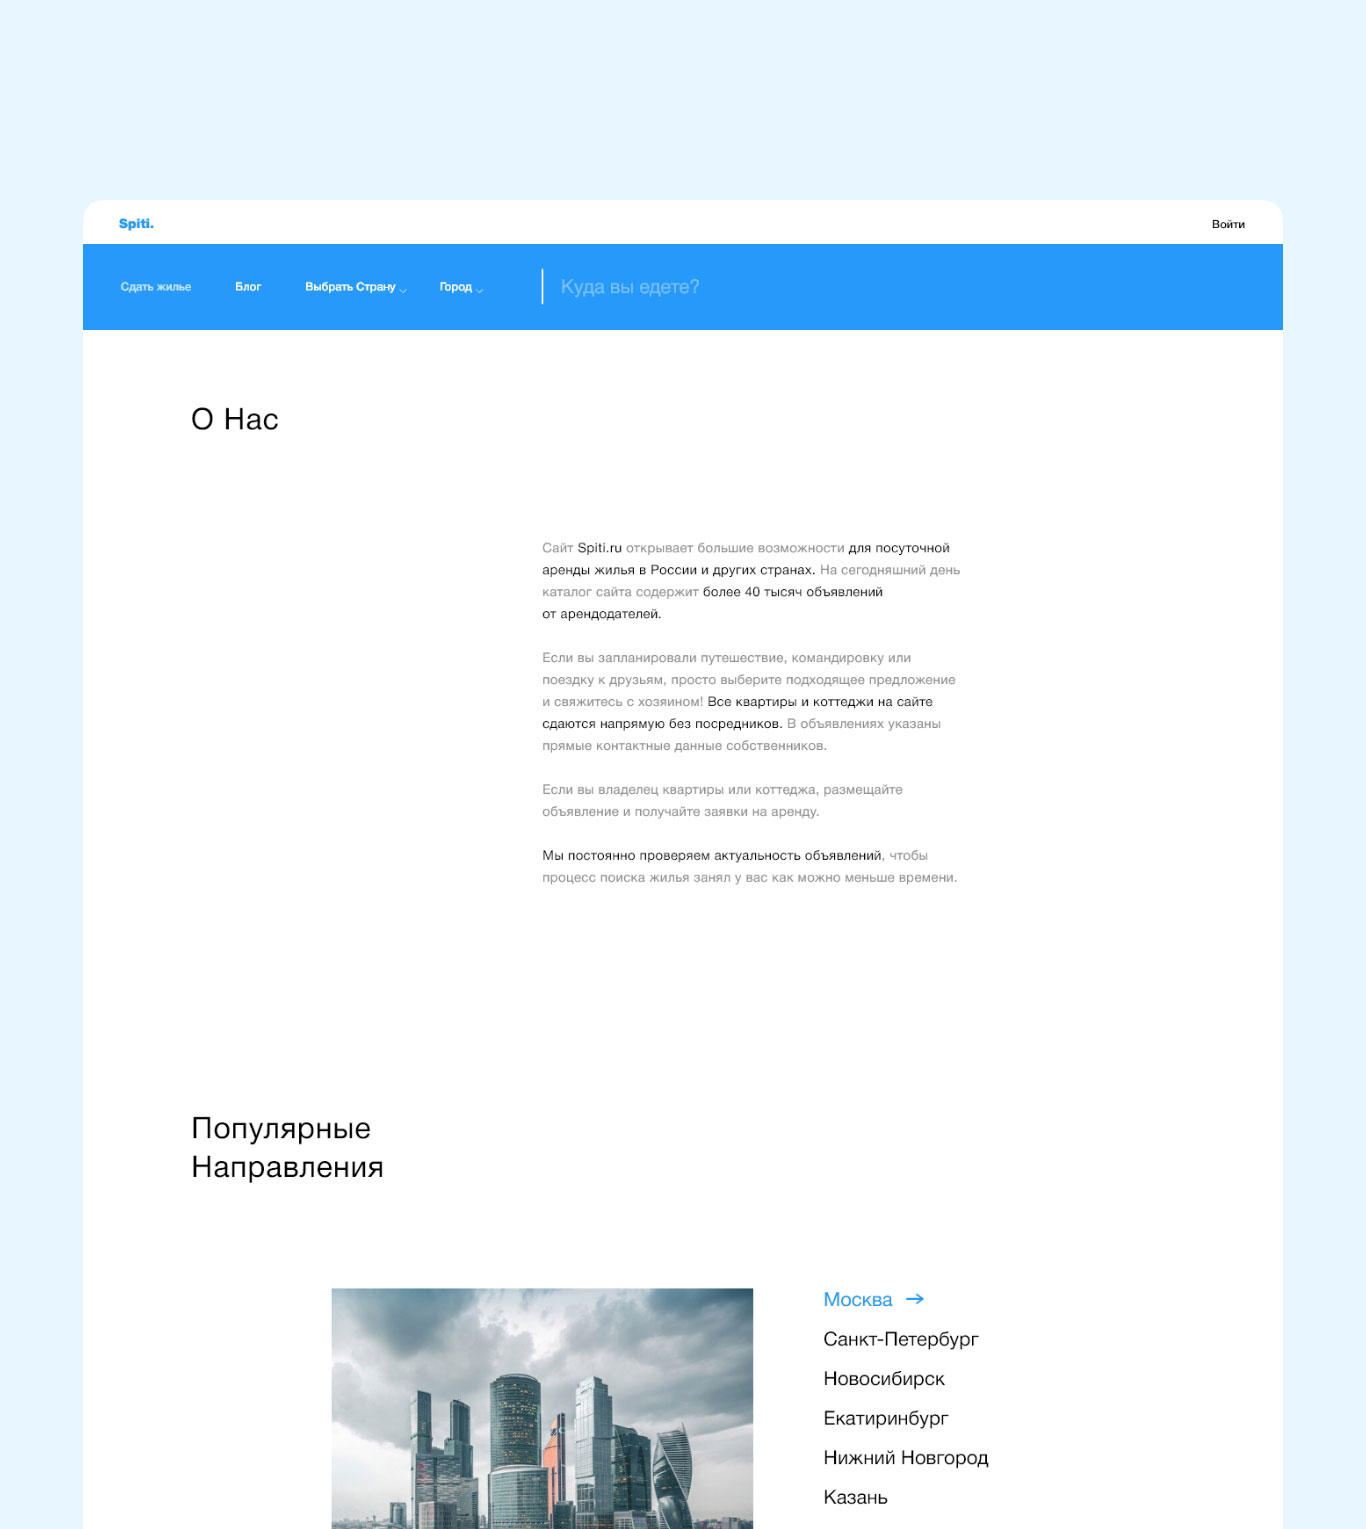 Spiti.
Войти
Сдать жилье
Блог
Выбрать Страну
Город
Куда вы едете?
О Нас
Сайт Spiti.ru открывает большие возможности для посуточной
аренды жилья в России и других странах. На сегодняшний день
каталог сайта содержит более 40 тысяч объявлений
от арендодателей.
Если вы запланировали путешествие, командировку или
поездку к друзьям, просто выберите подходящее предложение
и свяжитесь с хозяином! Все квартиры и коттеджи на сайте
сдаются напрямую без посредников. В объявлениях указаны
прямые контактные данные собственников.
Если вы владелец квартиры или коттеджа, размещайте
объявление и получайте заявки на аренду.
Мы постоянно проверяем актуальность объявлений, чтобы
процесс поиска жилья занял у вас как можно меньше времени.
Популярные
Направления
Москва →
Санкт-Петербург
Новосибирск
Екатиринбург
Нижний Новгород
Казань